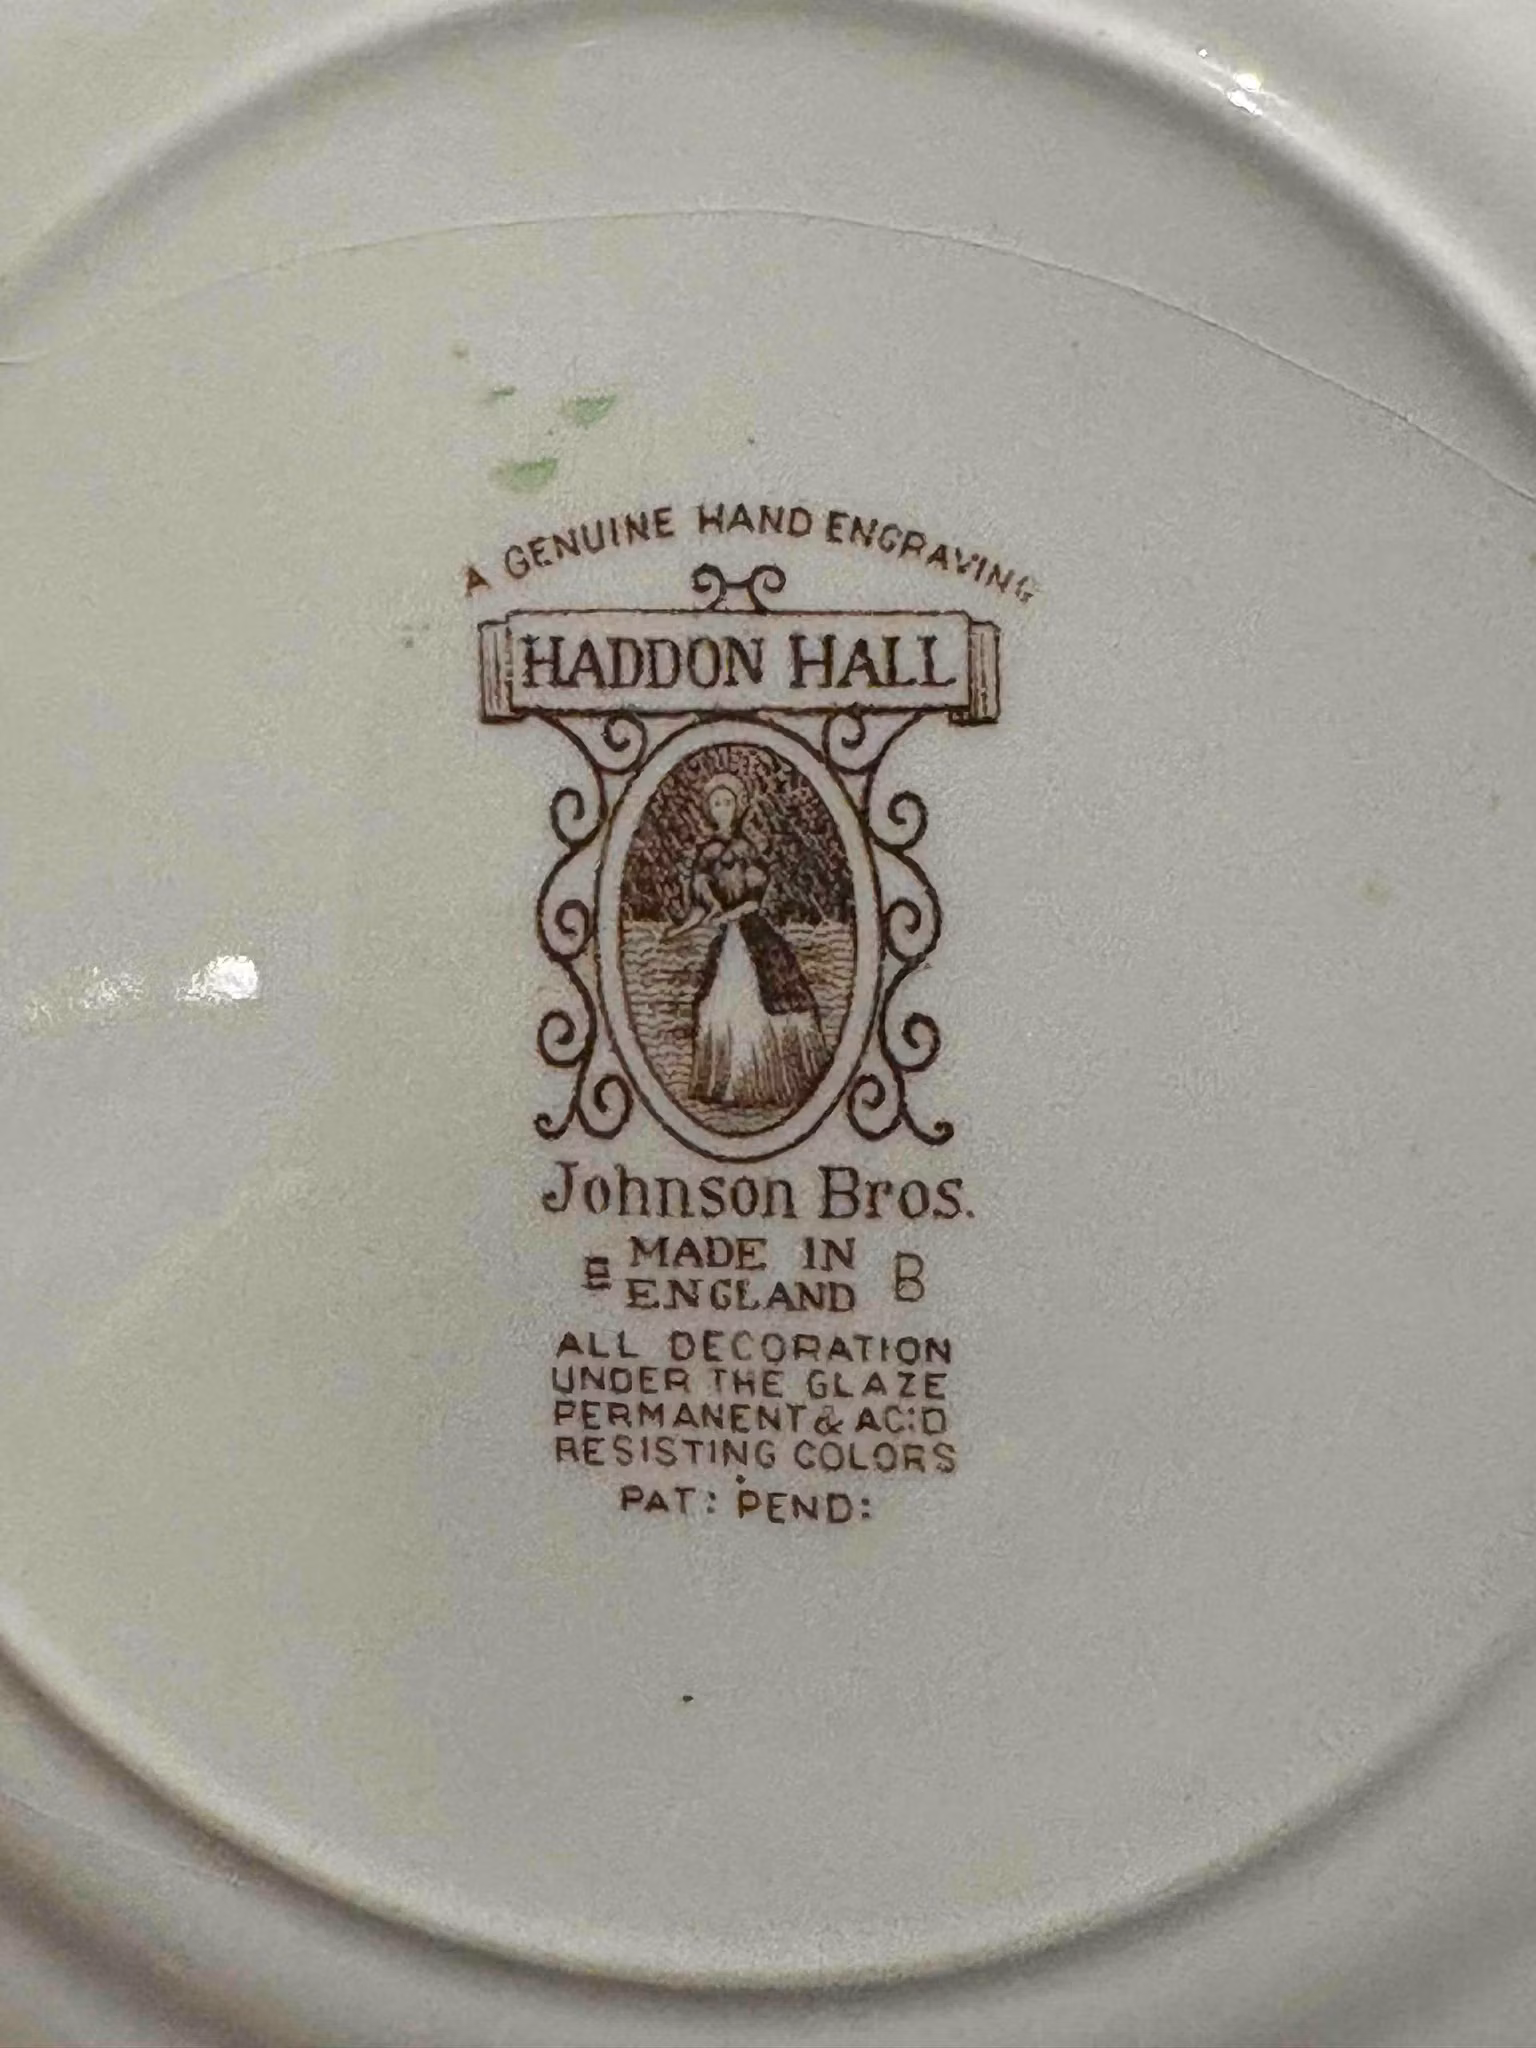 A GENUINE HAND ENGRAVING
HADDON HALL
Johnson Bros.
MADE IN
ENGLAND
B
ALL DECORATION
UNDER THE GLAZE
PERMANENT & ACID
RESISTING COLORS
PAT: PEND: